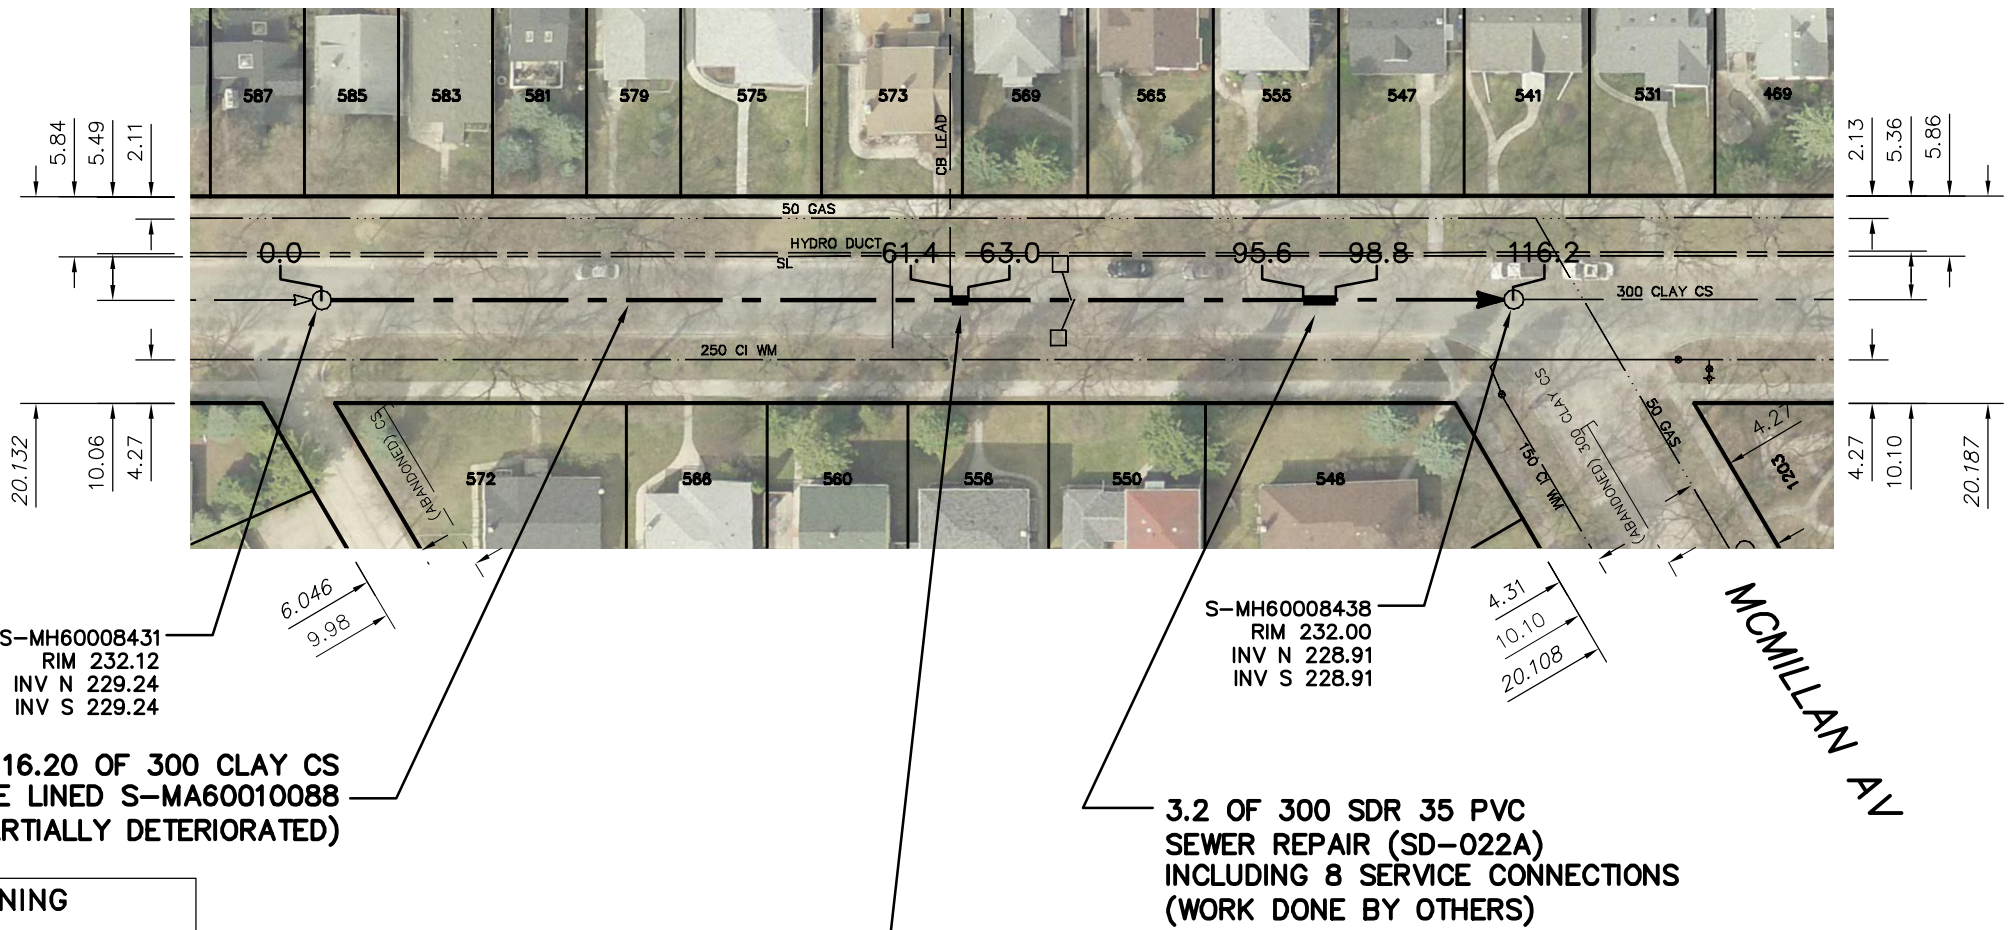 587
585
583
581
579
575
573
569
565
555
547
541
531
469
CB LEAD
5.84
5.49
2.11
2.13
5.36
5.86
50 GAS
HYDRO DUCT
SL
0.0
61.4
63.0
95.6
98.8
116.2
300 CLAY CS
250 CI WM
20.132
10.06
4.27
4.27
10.10
20.187
(ABANDONED) CS
572
566
560
556
550
546
150 CI WM
(ABANDONED) 300 CLAY CS
50 GAS
4.27
1203
6.046
9.98
4.31
10.10
20.108
MCMILLAN AV
S-MH60008431
RIM 232.12
INV N 229.24
INV S 229.24
S-MH60008438
RIM 232.00
INV N 228.91
INV S 228.91
16.20 OF 300 CLAY CS
E LINED S-MA60010088
RTIALLY DETERIORATED)
NING
3.2 OF 300 SDR 35 PVC
SEWER REPAIR (SD-022A)
INCLUDING 8 SERVICE CONNECTIONS
(WORK DONE BY OTHERS)